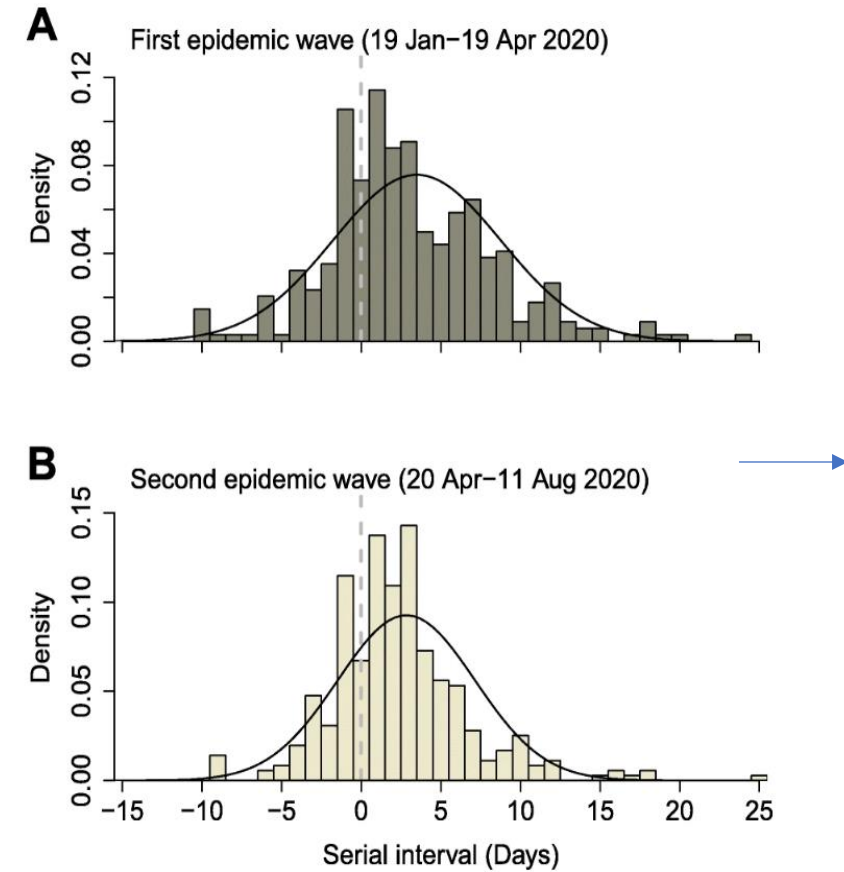 A
First epidemic wave (19 Jan−19 Apr 2020)
0.12
0.08
0.04
0.00
Density
B
Second epidemic wave (20 Apr−11 Aug 2020)
0.15
0.10
0.05
0.00
Density
−15 −10 −5 0 5 10 15 20 25
Serial interval (Days)